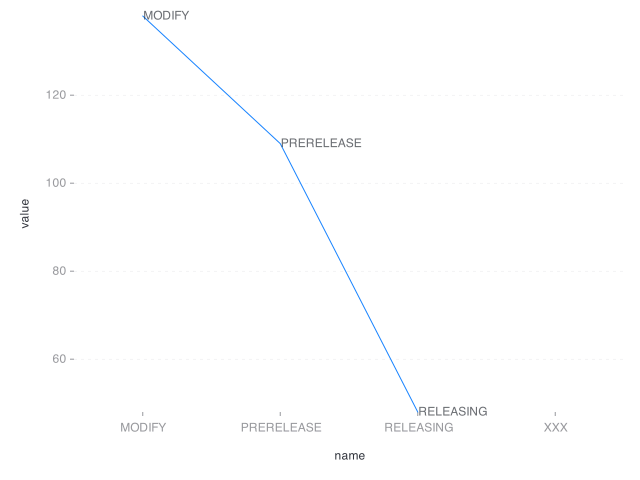 MODIFY
120
PRERELEASE
100
value
80
60
RELEASING
MODIFY PRERELEASE RELEASING XXX
name